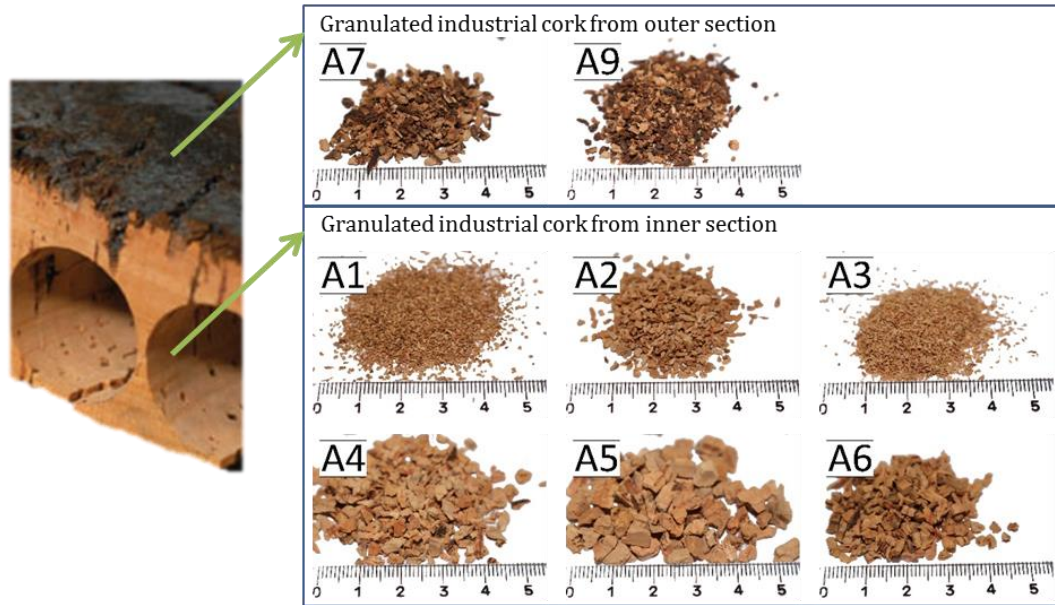 Granulated industrial cork from outer section
A7 A9
0 1 2 3 4 5 0 1 2 3 4 5
Granulated industrial cork from inner section
A1 A2 A3
0 1 2 3 4 5 0 1 2 3 4 5 0 1 2 3 4 5
A4 A5 A6
0 1 2 3 4 5 0 1 2 3 4 5 0 1 2 3 4 5